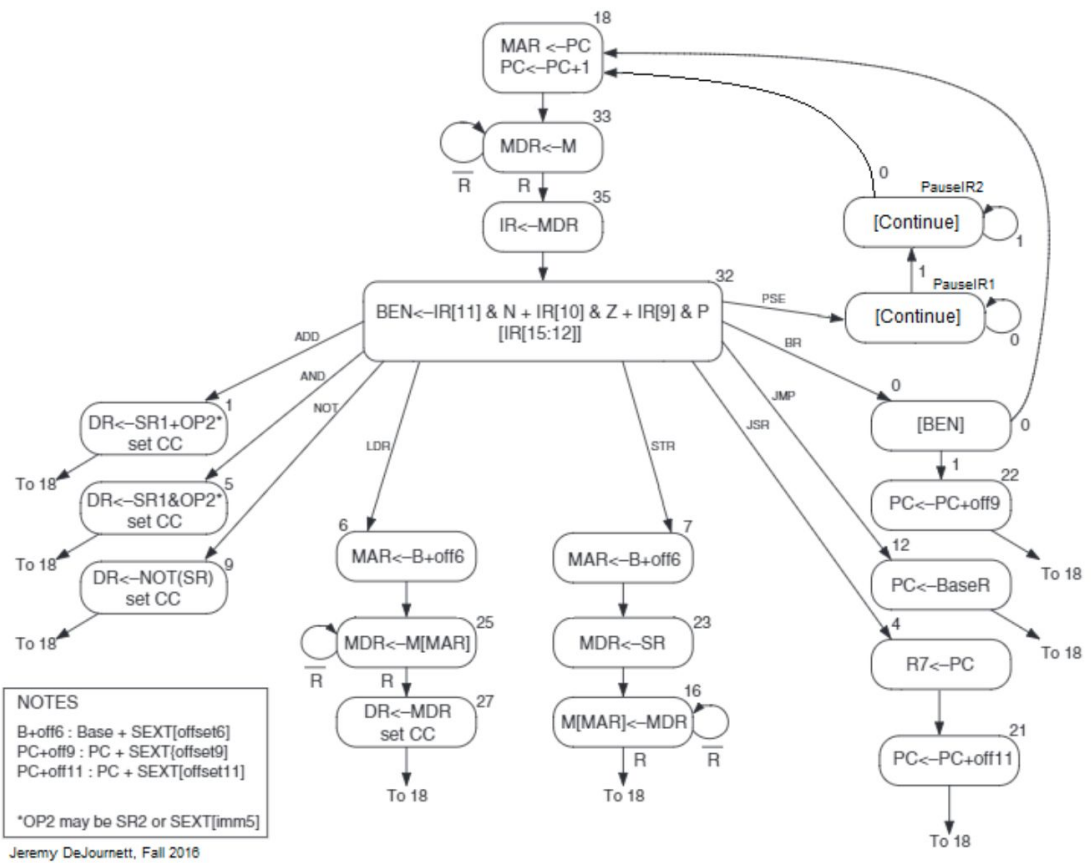 18
MAR <–PC
PC<–PC+1
33
MDR<–M
R
R
35
IR<–MDR
32
BEN<–IR[11] & N + IR[10] & Z + IR[9] & P
[IR[15:12]]
0
PauseIR2
[Continue]
1
1
PauseIR1
[Continue]
0
PSE
BR
JMP
JSR
ADD
AND
NOT
LDR
STR
1
DR<–SR1+OP2*
set CC
To 18
5
DR<–SR1&OP2*
set CC
To 18
9
DR<–NOT(SR)
set CC
To 18
6
MAR<–B+off6
25
MDR<–M[MAR]
R
R
27
DR<–MDR
set CC
To 18
7
MAR<–B+off6
23
MDR<–SR
16
M[MAR]<–MDR
R
R
To 18
0
[BEN]
0
1
22
PC<–PC+off9
To 18
12
PC<–BaseR
To 18
4
R7<–PC
21
PC<–PC+off11
To 18
NOTES
B+off6 : Base + SEXT[offset6]
PC+off9 : PC + SEXT{offset9]
PC+off11 : PC + SEXT[offset11]
*OP2 may be SR2 or SEXT[imm5]
Jeremy DeJournett, Fall 2016